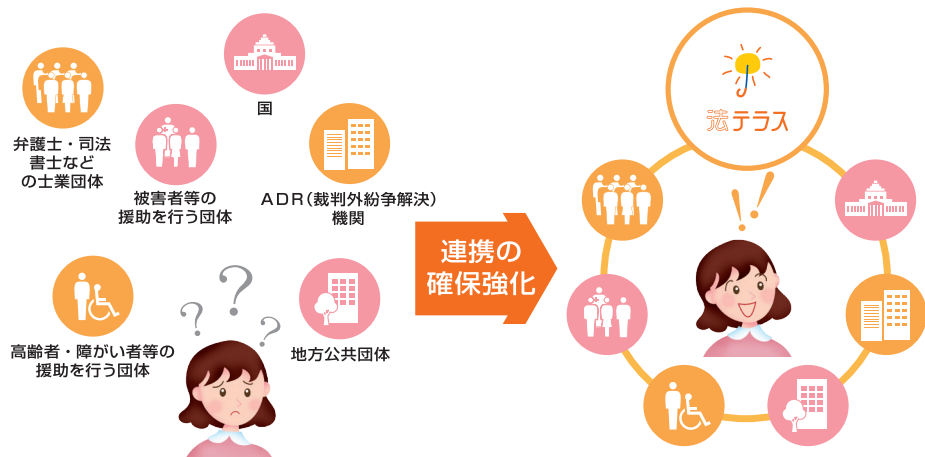 国
弁護士・司法
書士など
の士業団体
被害者等の
援助を行う団体
ADR(裁判外紛争解決)
機関
高齢者・障がい者等の
援助を行う団体
? ? ?
地方公共団体
連携の
確保強化
法テラス
!!